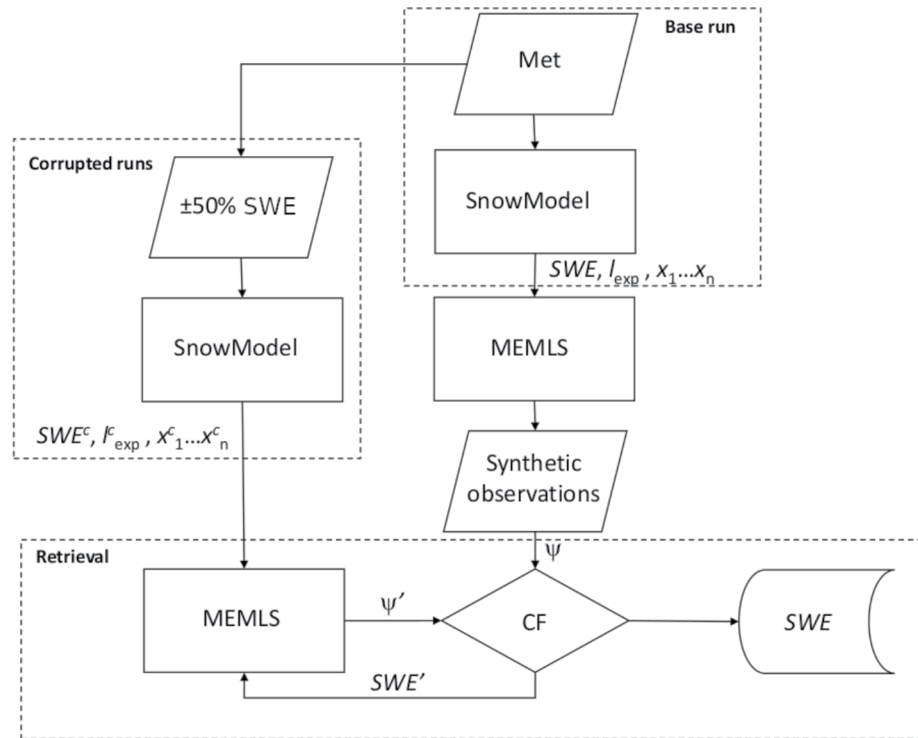 Base run
Met
Corrupted runs
±50% SWE
SnowModel
SWE, l_exp , x_1...x_n
SnowModel
MEMLS
SWE^c, l^c_exp , x^c_1...x^c_n
Synthetic
observations
Retrieval
ψ
MEMLS
ψ'
CF
SWE
SWE'